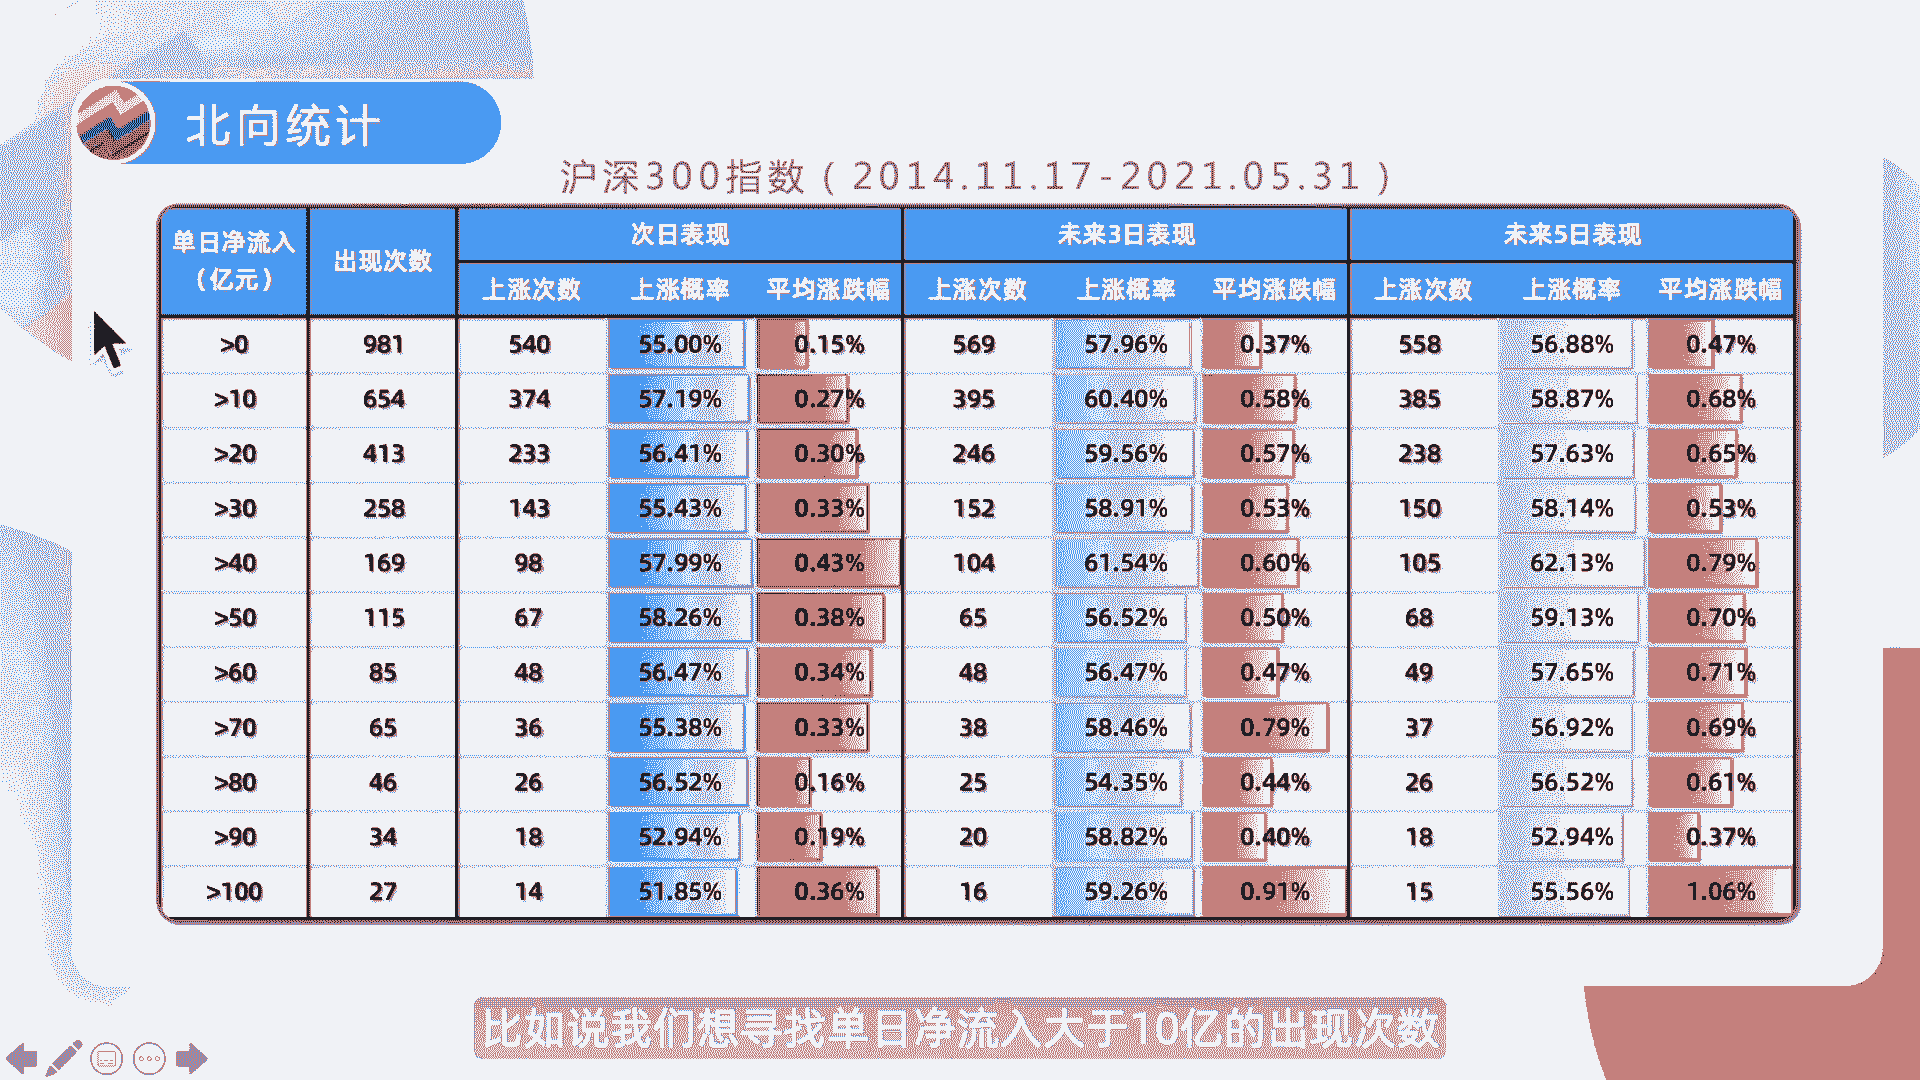 北向统计
沪深300指数（2014.11.17-2021.05.31）
单日净流入（亿元） 出现次数 次日表现 未来3日表现 未来5日表现
上涨次数 上涨概率 平均涨跌幅 上涨次数 上涨概率 平均涨跌幅 上涨次数 上涨概率 平均涨跌幅
>0 981 540 55.00% 0.15% 569 57.96% 0.37% 558 56.88% 0.47%
>10 654 374 57.19% 0.27% 395 60.40% 0.58% 385 58.87% 0.68%
>20 413 233 56.41% 0.30% 246 59.56% 0.57% 238 57.63% 0.65%
>30 258 143 55.43% 0.33% 152 58.91% 0.53% 150 58.14% 0.53%
>40 169 98 57.99% 0.43% 104 61.54% 0.60% 105 62.13% 0.79%
>50 115 67 58.26% 0.38% 65 56.52% 0.50% 68 59.13% 0.70%
>60 85 48 56.47% 0.34% 48 56.47% 0.47% 49 57.65% 0.71%
>70 65 36 55.38% 0.33% 38 58.46% 0.79% 37 56.92% 0.69%
>80 46 26 56.52% 0.16% 25 54.35% 0.44% 26 56.52% 0.61%
>90 34 18 52.94% 0.19% 20 58.82% 0.40% 18 52.94% 0.37%
>100 27 14 51.85% 0.36% 16 59.26% 0.91% 15 55.56% 1.06%
比如说我们想寻找单日净流入大于10亿的出现次数